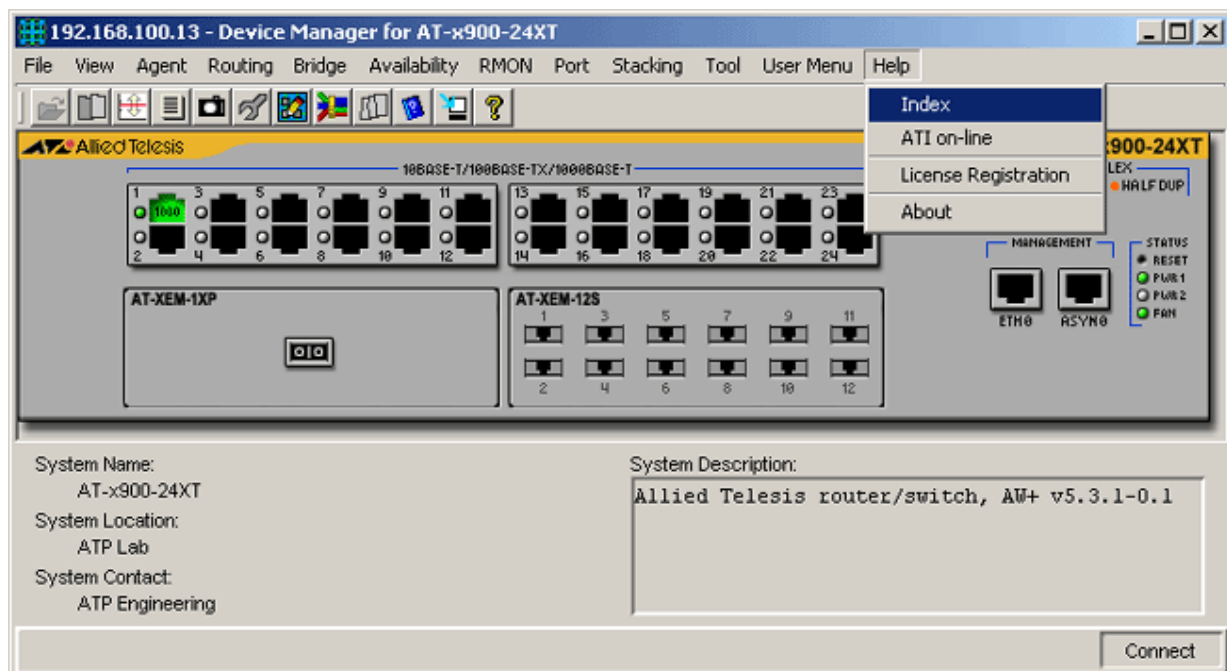 192.168.100.13 - Device Manager for AT-x900-24XT
File View Agent Routing Bridge Availability RMON Port Stacking Tool User Menu Help
Index
ATI on-line
License Registration
About
Allied Telesis
900-24XT
10BASE-T/100BASE-TX/1000BASE-T
LEX
HALF DUP
1 3 5 7 9 11 13 15 17 19 21 23
1000
2 4 6 8 10 12 14 16 18 20 22 24
MANAGEMENT
ETH0 ASYN0
STATUS
RESET
PWR 1
PWR 2
FAN
AT-XEM-1XP
AT-XEM-12S
1 3 5 7 9 11
2 4 6 8 10 12
System Name:
AT-x900-24XT
System Location:
ATP Lab
System Contact:
ATP Engineering
System Description:
Allied Telesis router/switch, AW+ v5.3.1-0.1
Connect